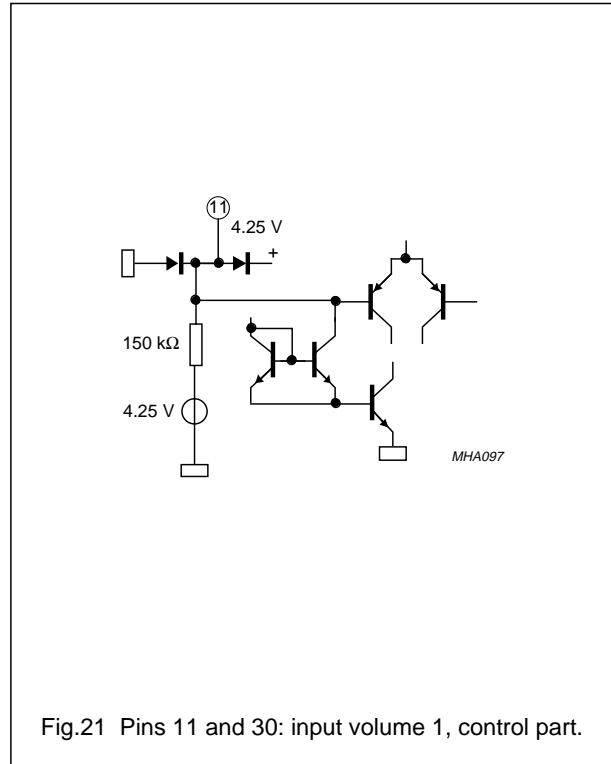 11
4.25 V
+
150 kΩ
4.25 V
MHA097
Fig.21 Pins 11 and 30: input volume 1, control part.